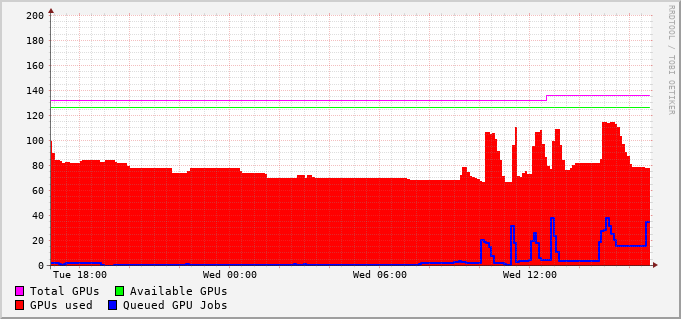 RRDTOOL / TOBI OETIKER
200
180
160
140
120
100
80
60
40
20
0
Tue 18:00 Wed 00:00 Wed 06:00 Wed 12:00
Total GPUs Available GPUs
GPUs used Queued GPU Jobs